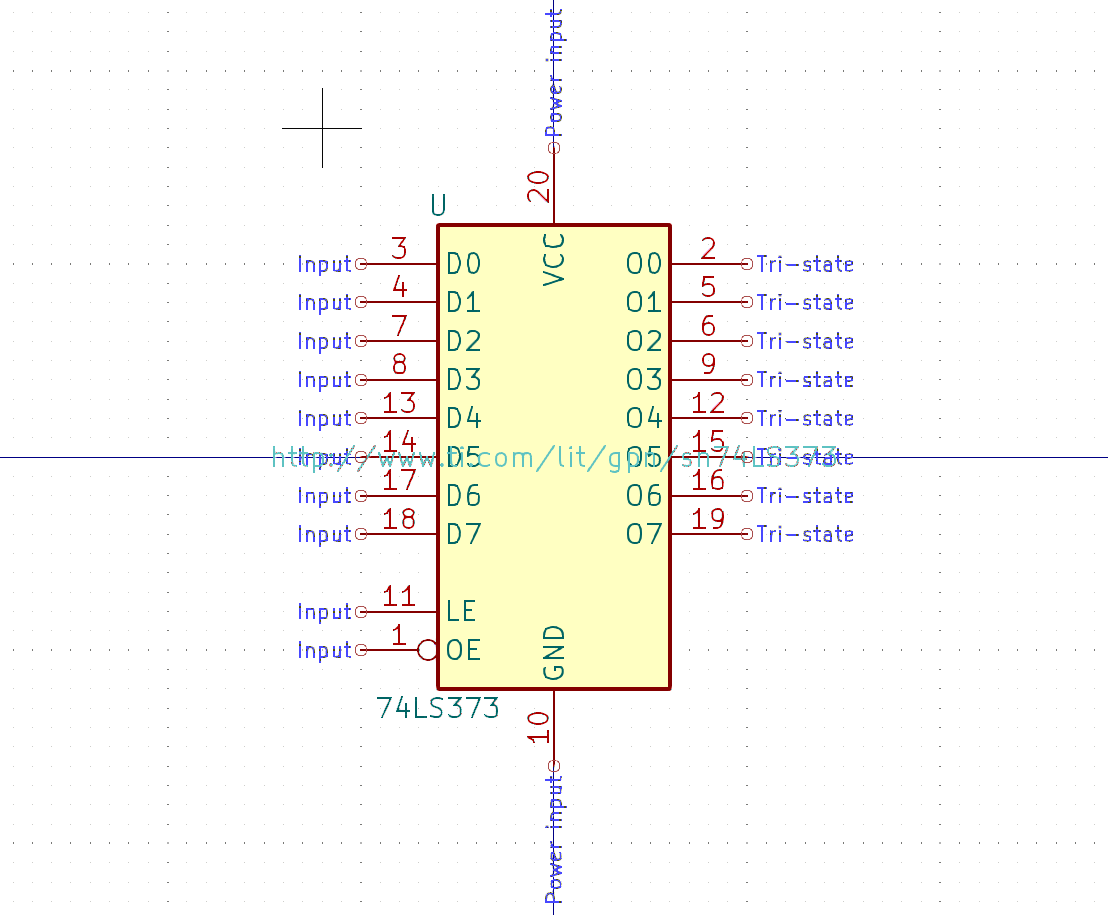 Power input
20
U
VCC
Input 3 D0 O0 2 Tri-state
Input 4 D1 O1 5 Tri-state
Input 7 D2 O2 6 Tri-state
Input 8 D3 O3 9 Tri-state
Input 13 D4 O4 12 Tri-state
Input 14 D5 O5 15 Tri-state
http://www.ti.com/lit/gpn/sn74LS373
Input 17 D6 O6 16 Tri-state
Input 18 D7 O7 19 Tri-state
Input 11 LE
Input 1 OE
GND
74LS373
10
Power input